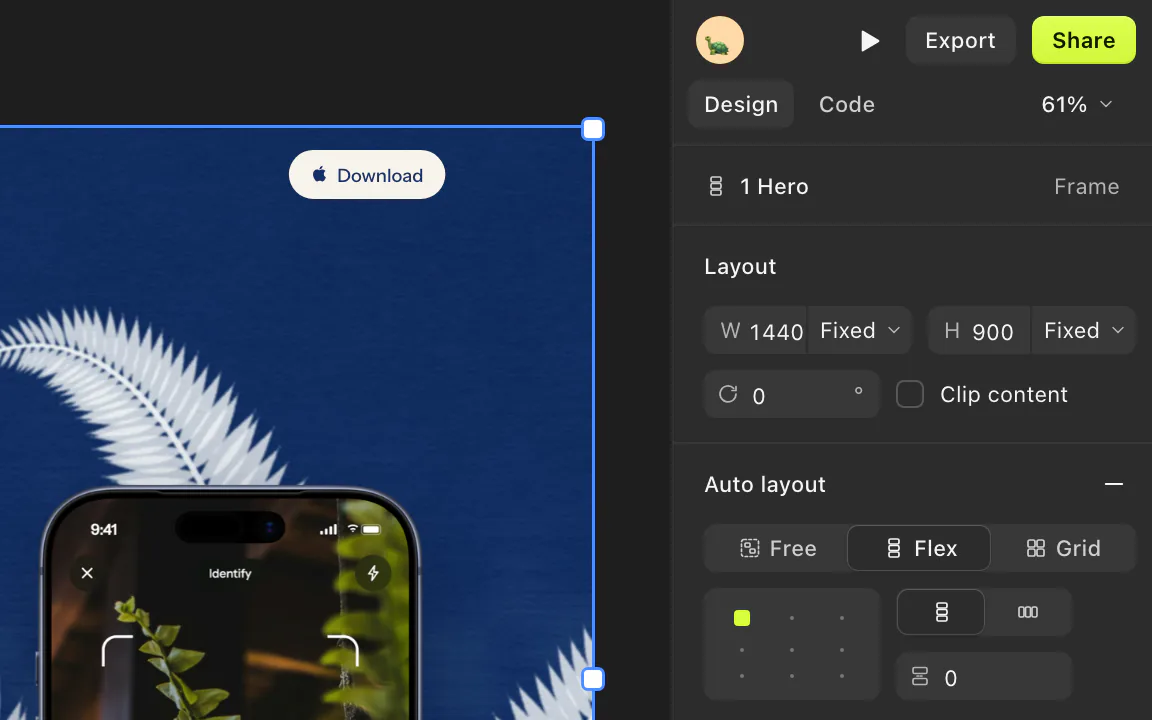 Export
Share
Design
Code
61%
Download
1 Hero
Frame
Layout
W 1440 Fixed
H 900 Fixed
0 °
Clip content
Auto layout
9:41
Identify
Free
Flex
Grid
0